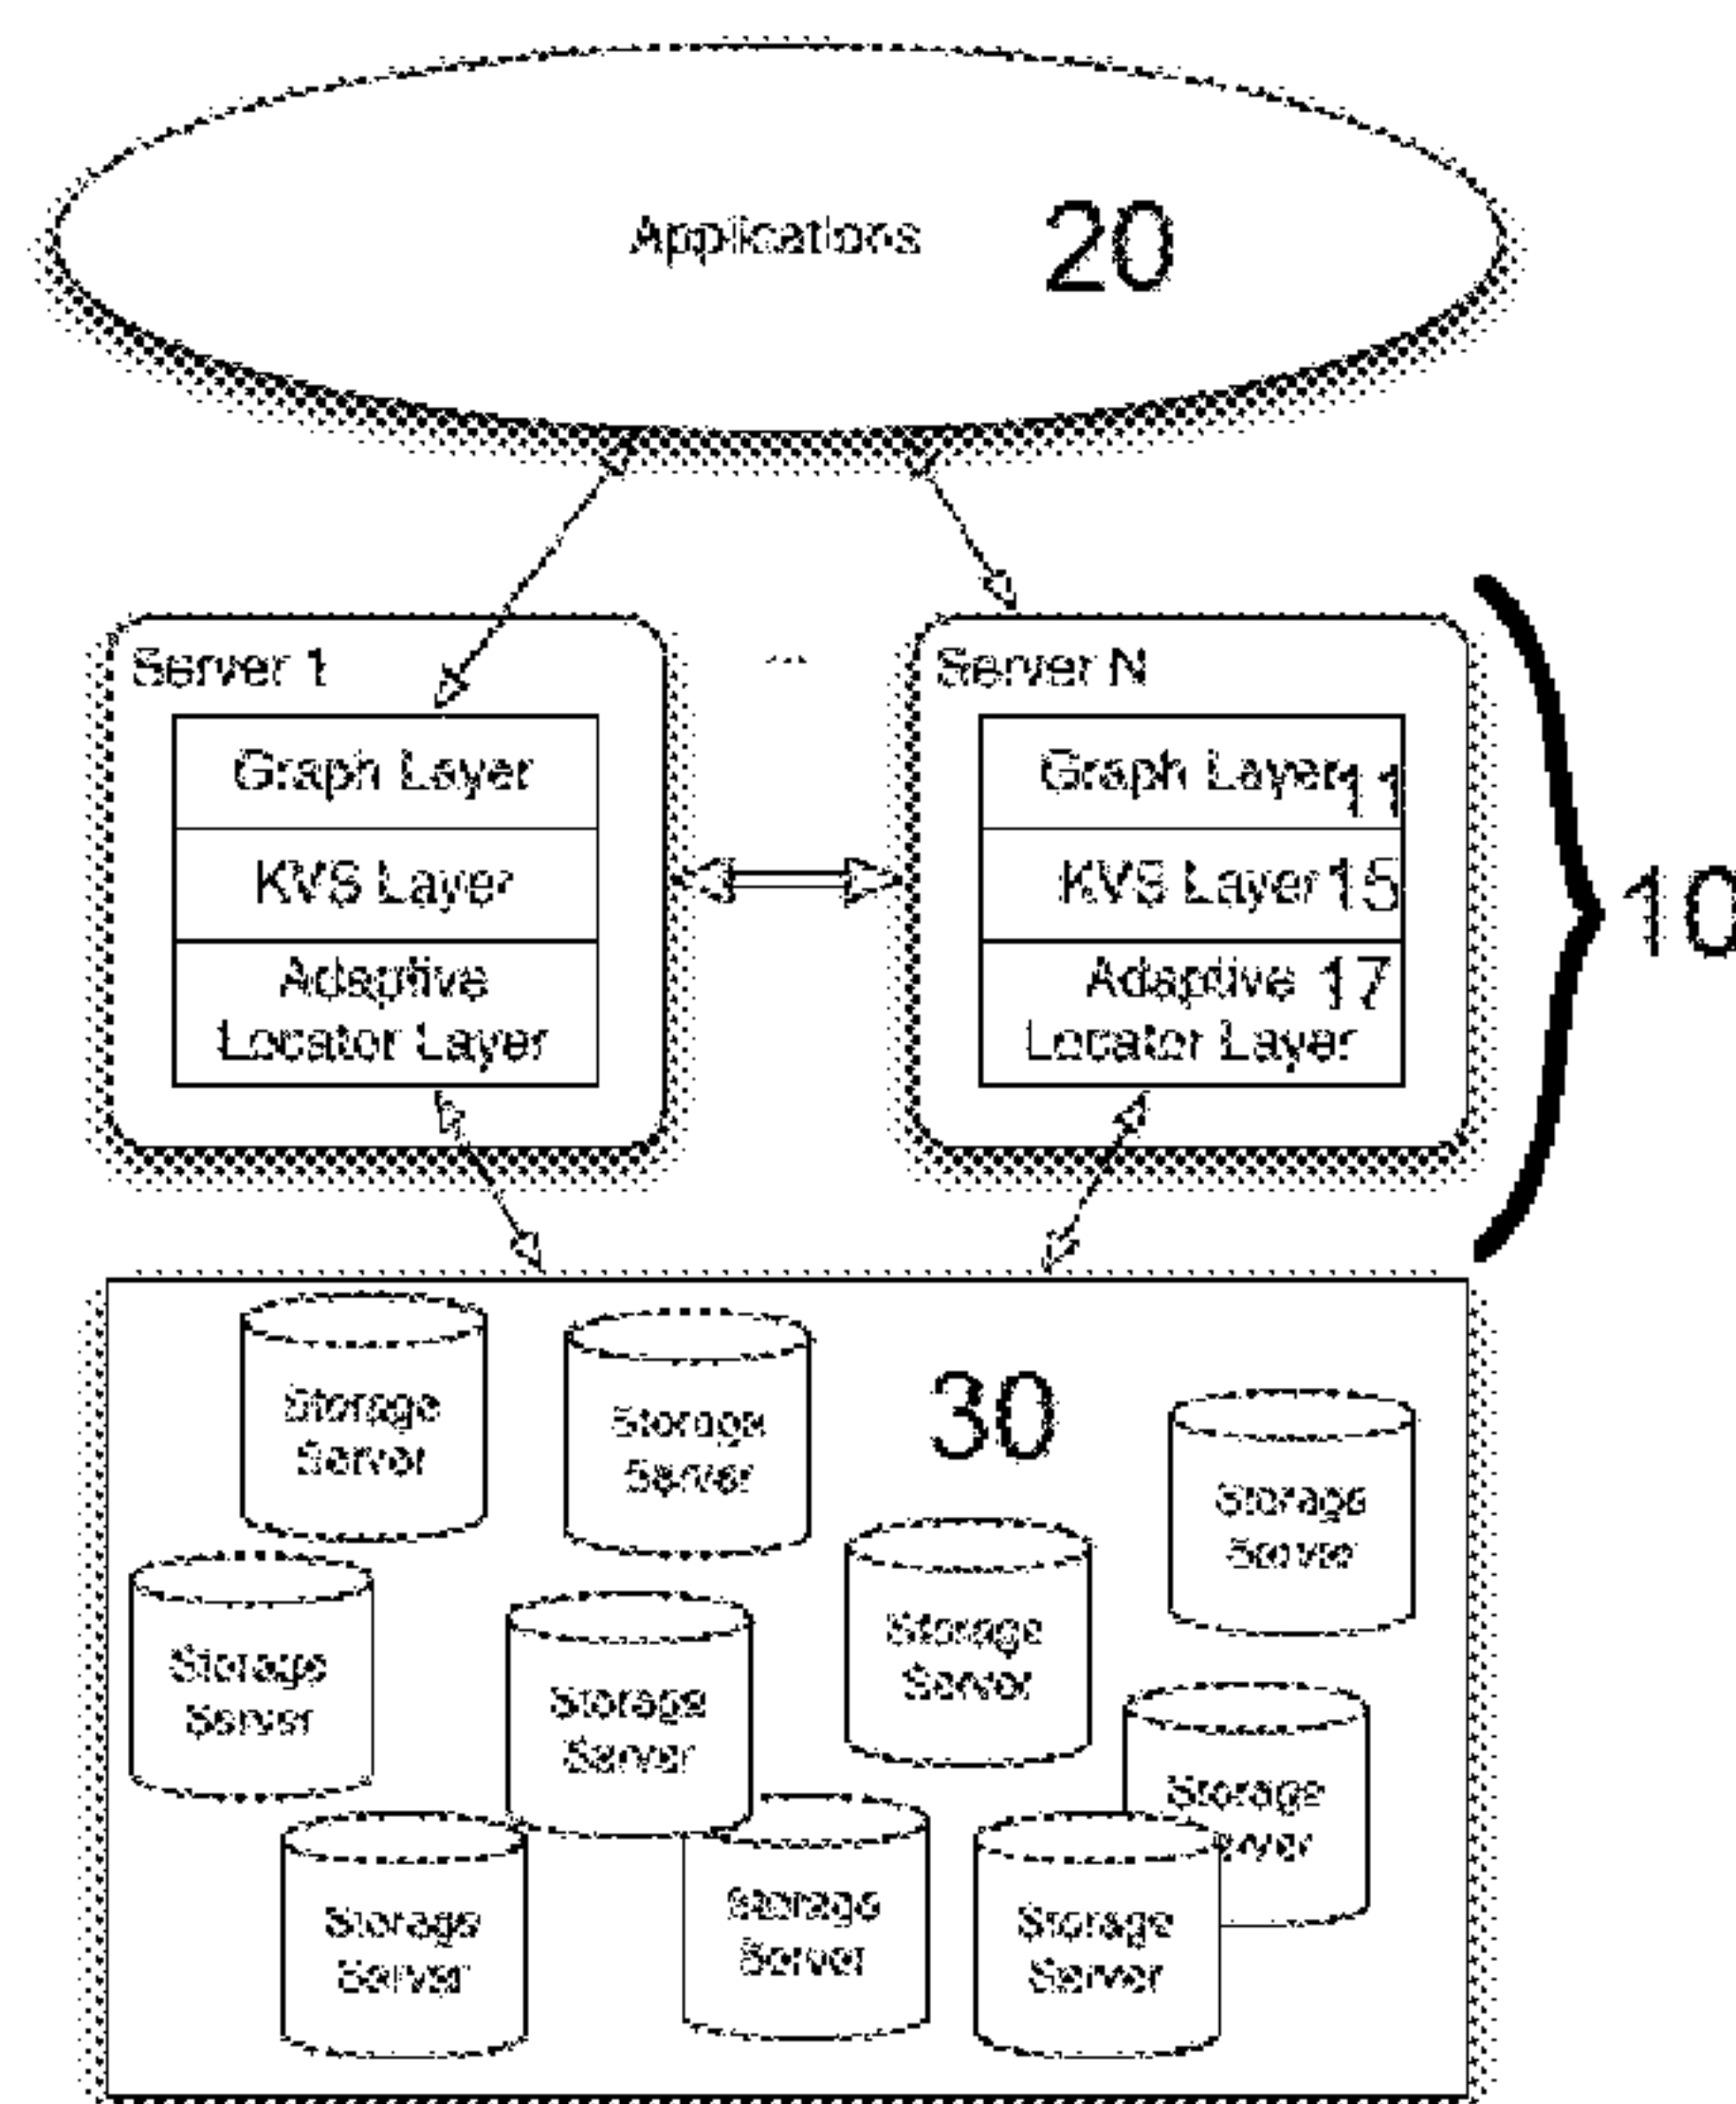 Applications 20
Server 1
...
Server N
Graph Layer
KVS Layer
Adaptive
Locator Layer
Graph Layer 11
KVS Layer 15
Adaptive 17
Locator Layer
10
30
Storage
Server
Storage
Server
Storage
Server
Storage
Server
Storage
Server
Storage
Server
Storage
Server
Storage
Server
Storage
Server
Storage
Server